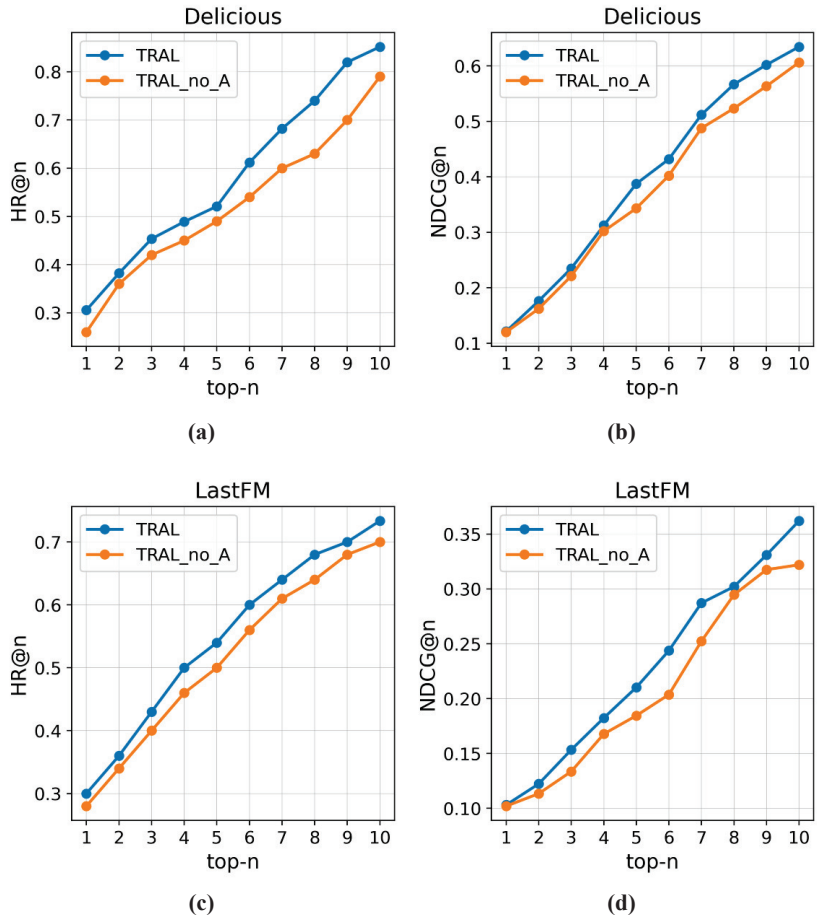 Delicious
TRAL
TRAL_no_A
HR@n
0.8
0.7
0.6
0.5
0.4
0.3
1 2 3 4 5 6 7 8 9 10
top-n
(a)
Delicious
TRAL
TRAL_no_A
NDCG@n
0.6
0.5
0.4
0.3
0.2
0.1
1 2 3 4 5 6 7 8 9 10
top-n
(b)
LastFM
TRAL
TRAL_no_A
HR@n
0.7
0.6
0.5
0.4
0.3
1 2 3 4 5 6 7 8 9 10
top-n
(c)
LastFM
TRAL
TRAL_no_A
NDCG@n
0.35
0.30
0.25
0.20
0.15
0.10
1 2 3 4 5 6 7 8 9 10
top-n
(d)